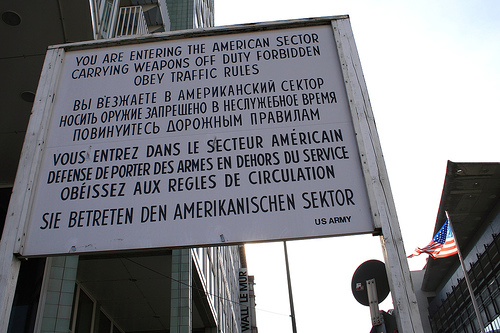 YOU ARE ENTERING THE AMERICAN SECTOR
CARRYING WEAPONS OFF DUTY FORBIDDEN
OBEY TRAFFIC RULES
ВЫ ВЪЕЗЖАЕТЕ В АМЕРИКАНСКИЙ СЕКТОР
НОСИТЬ ОРУЖИЕ ЗАПРЕЩЕНО В НЕСЛУЖЕБНОЕ ВРЕМЯ
ПОВИНУЙТЕСЬ ДОРОЖНЫМ ПРАВИЛАМ
VOUS ENTREZ DANS LE SECTEUR AMÉRICAIN
DEFENSE DE PORTER DES ARMES EN DEHORS DU SERVICE
OBÉISSEZ AUX REGLES DE CIRCULATION
SIE BETRETEN DEN AMERIKANISCHEN SEKTOR
US ARMY
WALL LE MUR